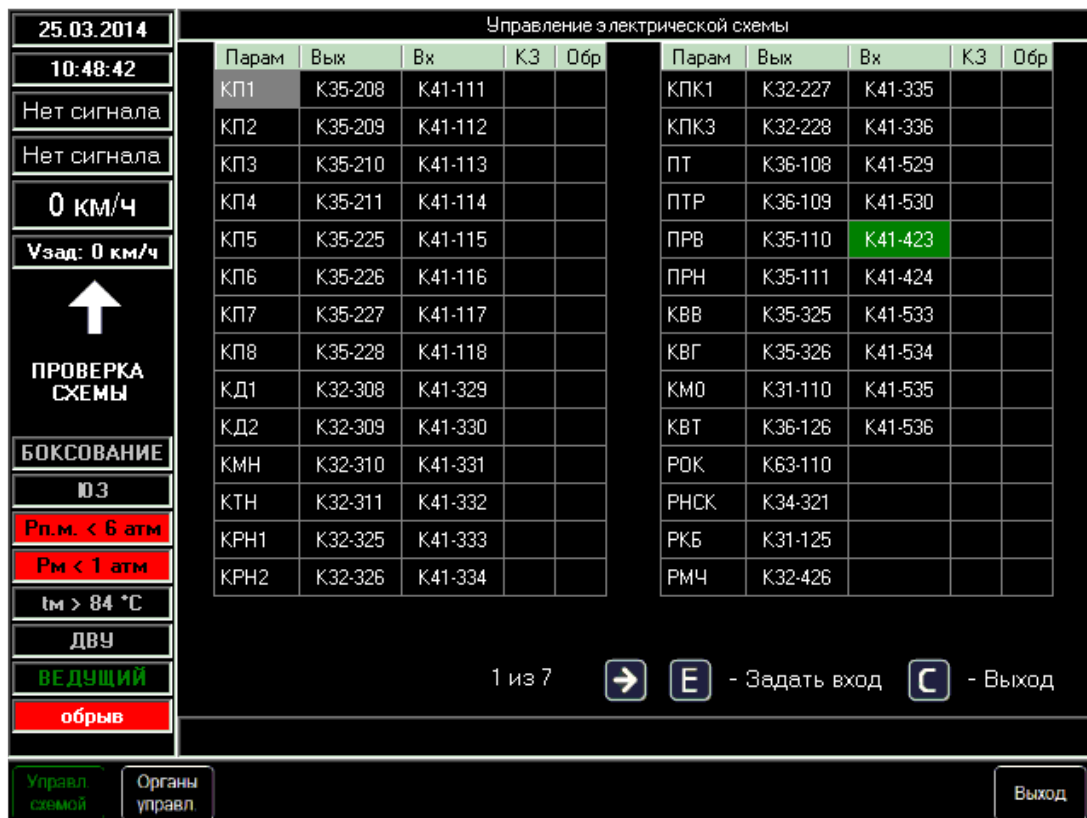 25.03.2014
10:48:42
Нет сигнала
Нет сигнала
0 км/ч
Vзад: 0 км/ч
ПРОВЕРКА
СХЕМЫ
БОКСОВАНИЕ
ЮЗ
Рп.м. < 6 атм
Рм < 1 атм
tм > 84 °С
ДВУ
ВЕДУЩИЙ
обрыв
Управление электрической схемы
Парам Вых Вх КЗ Обр Парам Вых Вх КЗ Обр
КП1 К35-208 К41-111 КПК1 К32-227 К41-335
КП2 К35-209 К41-112 КПК3 К32-228 К41-336
КП3 К35-210 К41-113 ПТ К36-108 К41-529
КП4 К35-211 К41-114 ПТР К36-109 К41-530
КП5 К35-225 К41-115 ПРВ К35-110 К41-423
КП6 К35-226 К41-116 ПРН К35-111 К41-424
КП7 К35-227 К41-117 КВВ К35-325 К41-533
КП8 К35-228 К41-118 КВГ К35-326 К41-534
КД1 К32-308 К41-329 КМО К31-110 К41-535
КД2 К32-309 К41-330 КВТ К36-126 К41-536
КМН К32-310 К41-331 РОК К63-110
КТН К32-311 К41-332 РНСК К34-321
КРН1 К32-325 К41-333 РКБ К31-125
КРН2 К32-326 К41-334 РМЧ К32-426
1 из 7 → E - Задать вход C - Выход
Управл.
схемой
Органы
управл.
Выход